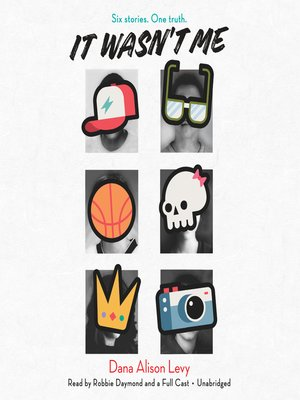 Six stories. One truth.
IT WASN'T ME
Dana Alison Levy
Read by Robbie Daymond and a Full Cast • Unabridged